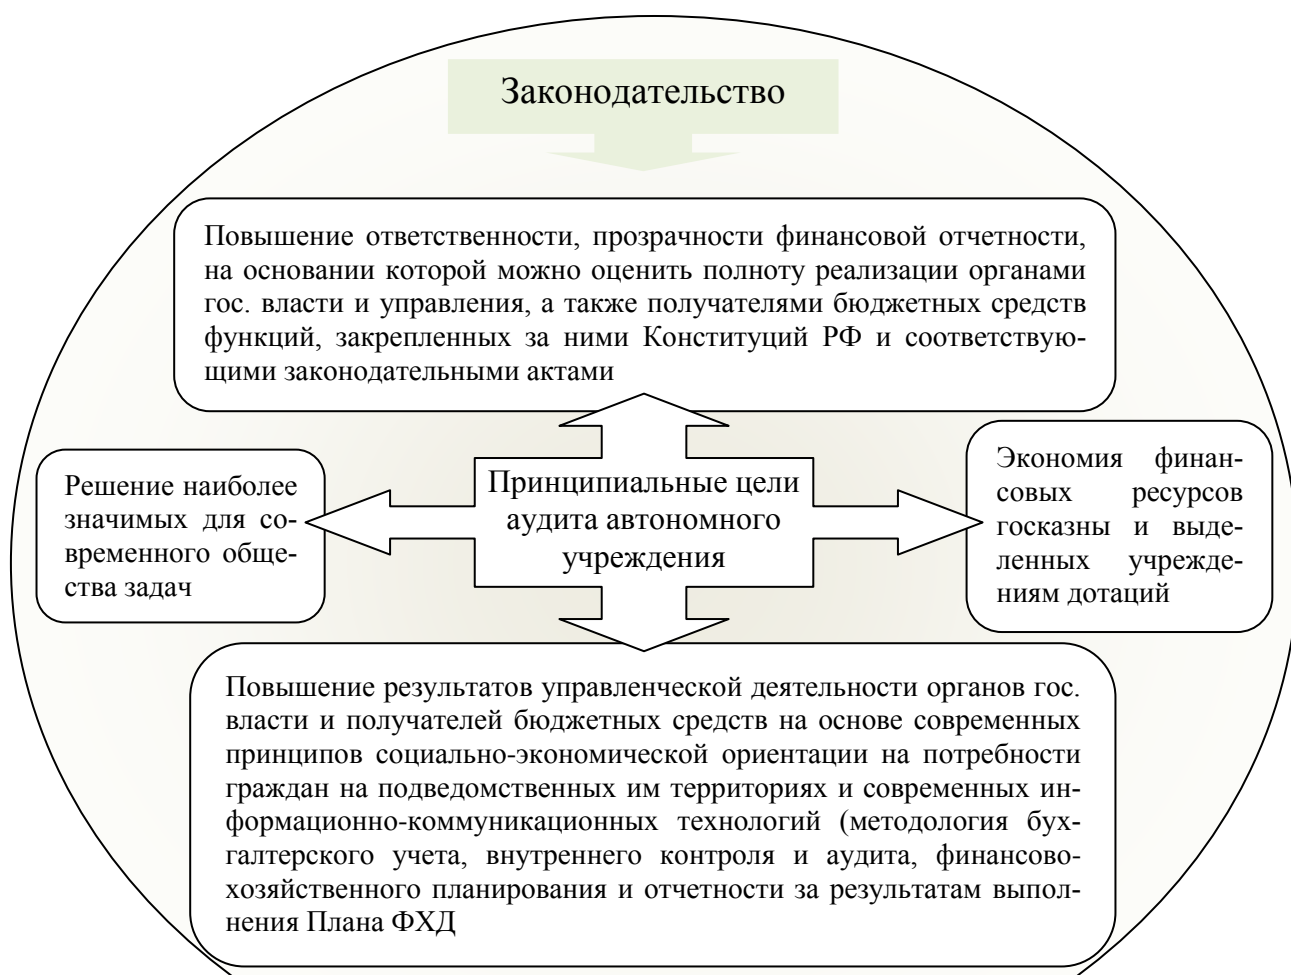 Законодательство
Повышение ответственности, прозрачности финансовой отчетности,
на основании которой можно оценить полноту реализации органами
гос. власти и управления, а также получателями бюджетных средств
функций, закрепленных за ними Конституций РФ и соответствую-
щими законодательными актами
Решение наиболее
значимых для со-
временного обще-
ства задач
Принципиальные цели
аудита автономного
учреждения
Экономия финан-
совых ресурсов
госказны и выде-
ленных учрежде-
ниям дотаций
Повышение результатов управленческой деятельности органов гос.
власти и получателей бюджетных средств на основе современных
принципов социально-экономической ориентации на потребности
граждан на подведомственных им территориях и современных ин-
формационно-коммуникационных технологий (методология бух-
галтерского учета, внутреннего контроля и аудита, финансово-
хозяйственного планирования и отчетности за результатам выпол-
нения Плана ФХД